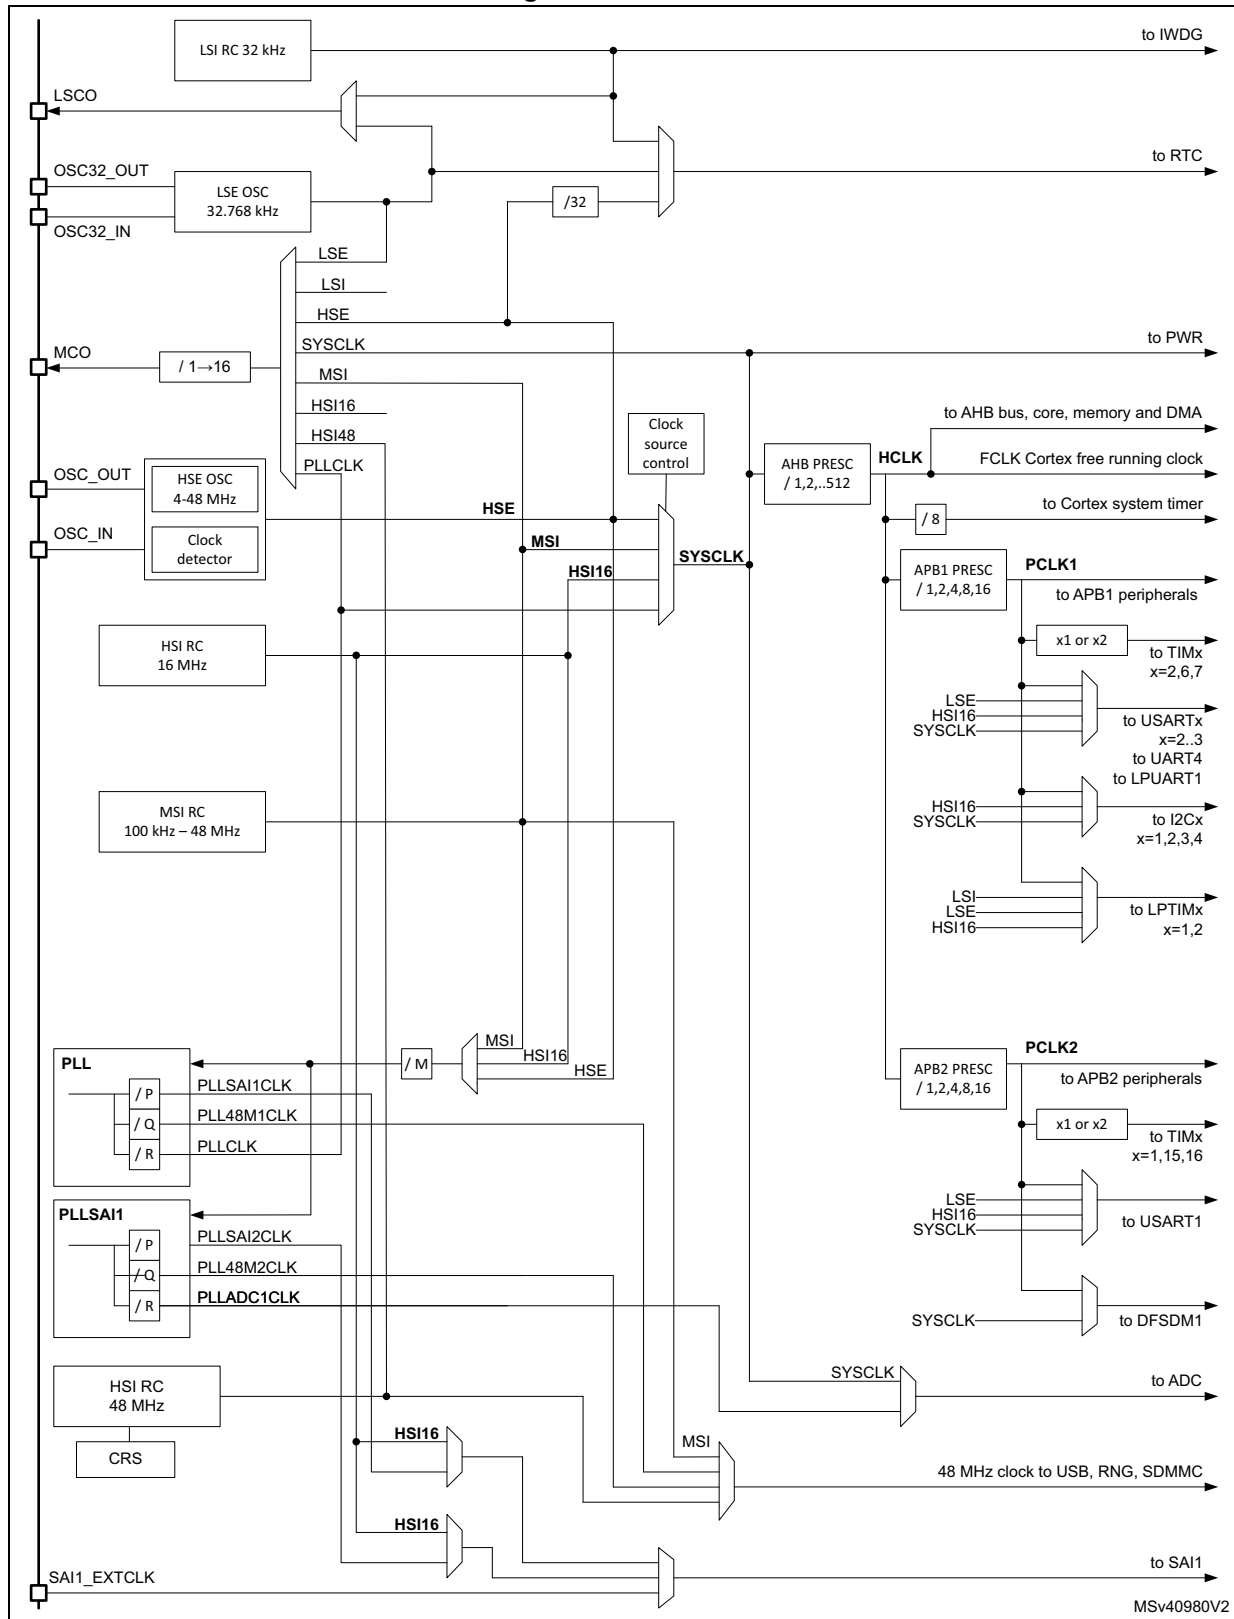 LSI RC 32 kHz
to IWDG
LSCO
OSC32_OUT
to RTC
LSE OSC
32.768 kHz
/32
OSC32_IN
LSE
LSI
HSE
SYSCLK
to PWR
MCO
/ 1→16
MSI
HSI16
HSI48
PLLCLK
Clock
source
control
to AHB bus, core, memory and DMA
OSC_OUT
HSE OSC
4-48 MHz
AHB PRESC
/ 1,2,..512
HCLK
FCLK Cortex free running clock
HSE
to Cortex system timer
/ 8
OSC_IN
Clock
detector
MSI
SYSCLK
HSI16
APB1 PRESC
/ 1,2,4,8,16
PCLK1
to APB1 peripherals
HSI RC
16 MHz
x1 or x2
to TIMx
x=2,6,7
LSE
HSI16
SYSCLK
to USARTx
x=2..3
to UART4
to LPUART1
MSI RC
100 kHz – 48 MHz
HSI16
SYSCLK
to I2Cx
x=1,2,3,4
LSI
LSE
HSI16
to LPTIMx
x=1,2
PLL
/ M
MSI
HSI16
HSE
APB2 PRESC
/ 1,2,4,8,16
PCLK2
to APB2 peripherals
/ P
PLLSAI1CLK
/ Q
PLL48M1CLK
/ R
PLLCLK
x1 or x2
to TIMx
x=1,15,16
PLLSAI1
/ P
PLLSAI2CLK
/ Q
PLL48M2CLK
/ R
PLLADC1CLK
LSE
HSI16
SYSCLK
to USART1
SYSCLK
to DFSDM1
HSI RC
48 MHz
SYSCLK
to ADC
CRS
HSI16
MSI
48 MHz clock to USB, RNG, SDMMC
HSI16
SAI1_EXTCLK
to SAI1
MSv40980V2